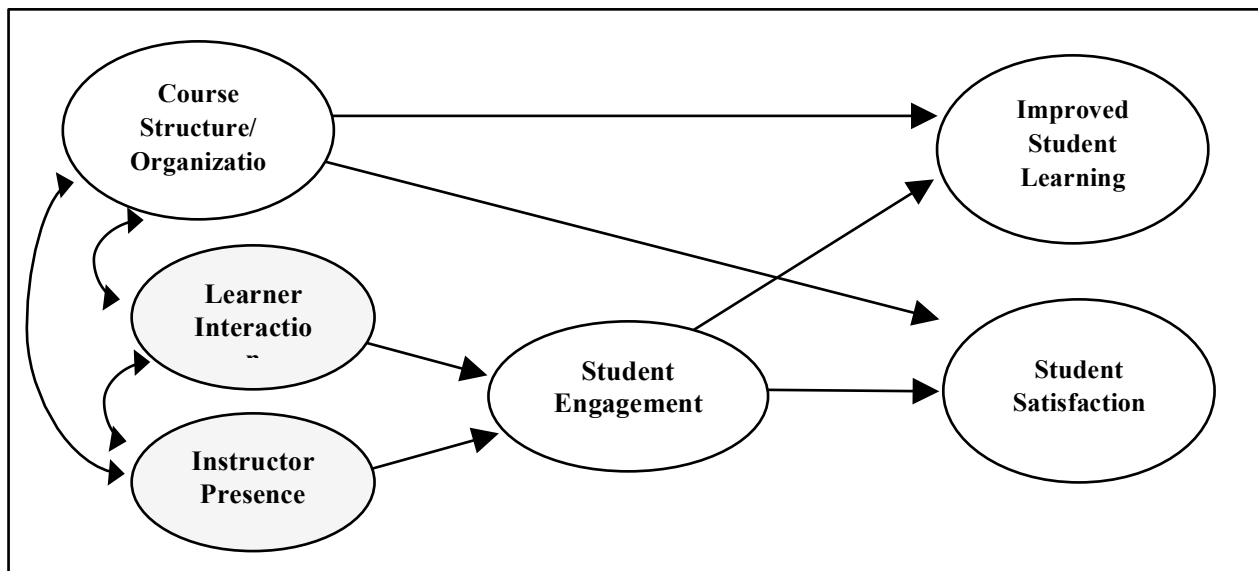 Course
Structure/
Organizatio
Improved
Student
Learning
Learner
Interactio
Student
Engagement
Student
Satisfaction
Instructor
Presence